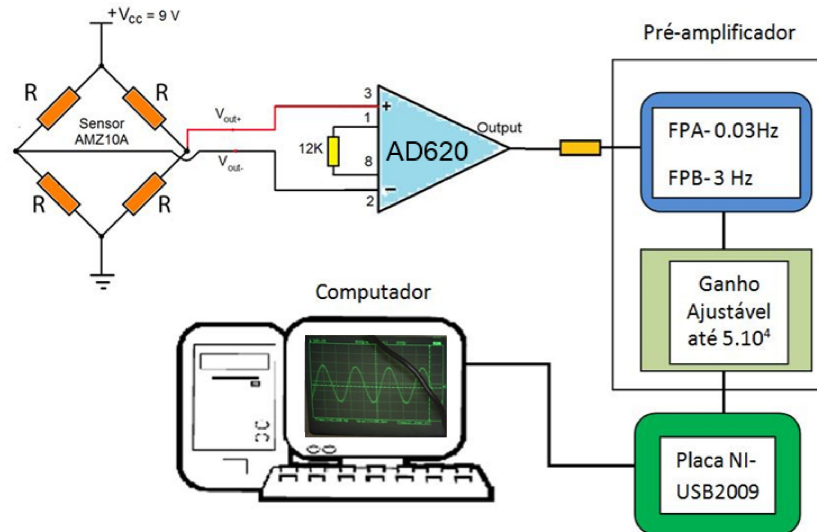 +V_CC = 9 V
Pré-amplificador
R
R
Sensor
AMZ10A
V_out+
V_out-
R
R
3
1
12K
8
2
+
-
AD620
Output
FPA- 0.03Hz
FPB- 3 Hz
Ganho
Ajustável
até 5.10⁴
Computador
Placa NI-
USB2009